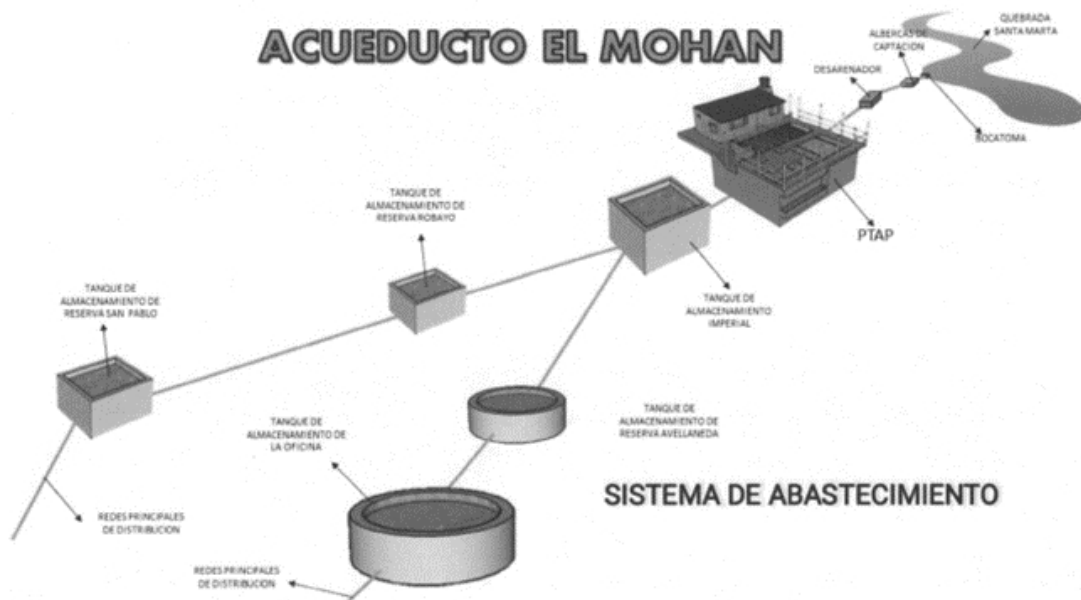 ACUEDUCTO EL MOHAN
QUEBRADA
SANTA MARTA
ALBERCAS DE
CAPTACION
DESARENADOR
BOCATOMA
PTAP
TANQUE DE
ALMACENAMIENTO DE
RESERVA ROBAYO
TANQUE DE
ALMACENAMIENTO
IMPERIAL
TANQUE DE
ALMACENAMIENTO DE
RESERVA SAN PABLO
TANQUE DE
ALMACENAMIENTO DE
RESERVA AVELLANEDA
TANQUE DE
ALMACENAMIENTO DE
LA OFICINA
SISTEMA DE ABASTECIMIENTO
REDES PRINCIPALES
DE DISTRIBUCION
REDES PRINCIPALES
DE DISTRIBUCION